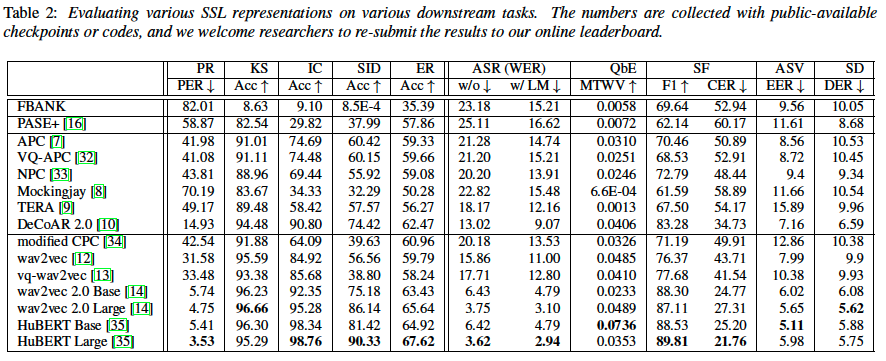 Table 2: Evaluating various SSL representations on various downstream tasks. The numbers are collected with public-available
checkpoints or codes, and we welcome researchers to re-submit the results to our online leaderboard.
PR KS IC SID ER ASR (WER) QbE SF ASV SD
PER ↓ Acc ↑ Acc ↑ Acc ↑ Acc ↑ w/o ↓ w/ LM ↓ MTWV ↑ F1 ↑ CER ↓ EER ↓ DER ↓
FBANK 82.01 8.63 9.10 8.5E-4 35.39 23.18 15.21 0.0058 69.64 52.94 9.56 10.05
PASE+ [16] 58.87 82.54 29.82 37.99 57.86 25.11 16.62 0.0072 62.14 60.17 11.61 8.68
APC [7] 41.98 91.01 74.69 60.42 59.33 21.28 14.74 0.0310 70.46 50.89 8.56 10.53
VQ-APC [32] 41.08 91.11 74.48 60.15 59.66 21.20 15.21 0.0251 68.53 52.91 8.72 10.45
NPC [33] 43.81 88.96 69.44 55.92 59.08 20.20 13.91 0.0246 72.79 48.44 9.4 9.34
Mockingjay [8] 70.19 83.67 34.33 32.29 50.28 22.82 15.48 6.6E-04 61.59 58.89 11.66 10.54
TERA [9] 49.17 89.48 58.42 57.57 56.27 18.17 12.16 0.0013 67.50 54.17 15.89 9.96
DeCoAR 2.0 [10] 14.93 94.48 90.80 74.42 62.47 13.02 9.07 0.0406 83.28 34.73 7.16 6.59
modified CPC [34] 42.54 91.88 64.09 39.63 60.96 20.18 13.53 0.0326 71.19 49.91 12.86 10.38
wav2vec [12] 31.58 95.59 84.92 56.56 59.79 15.86 11.00 0.0485 76.37 43.71 7.99 9.9
vq-wav2vec [13] 33.48 93.38 85.68 38.80 58.24 17.71 12.80 0.0410 77.68 41.54 10.38 9.93
wav2vec 2.0 Base [14] 5.74 96.23 92.35 75.18 63.43 6.43 4.79 0.0233 88.30 24.77 6.02 6.08
wav2vec 2.0 Large [14] 4.75 96.66 95.28 86.14 65.64 3.75 3.10 0.0489 87.11 27.31 5.65 5.62
HuBERT Base [35] 5.41 96.30 98.34 81.42 64.92 6.42 4.79 0.0736 88.53 25.20 5.11 5.88
HuBERT Large [35] 3.53 95.29 98.76 90.33 67.62 3.62 2.94 0.0353 89.81 21.76 5.98 5.75